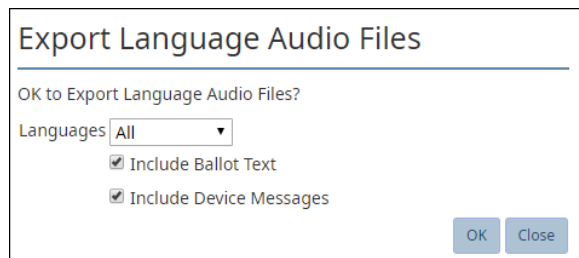 Export Language Audio Files
OK to Export Language Audio Files?
Languages All
Include Ballot Text
Include Device Messages
OK Close